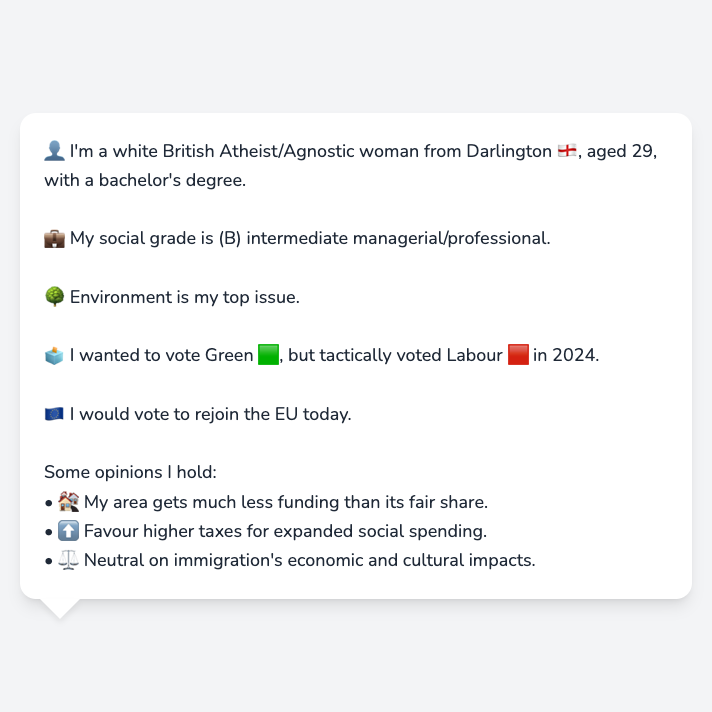 👤 I'm a white British Atheist/Agnostic woman from Darlington 🏴󠁧󠁢󠁥󠁮󠁧󠁿, aged 29,
with a bachelor's degree.
💼 My social grade is (B) intermediate managerial/professional.
🌳 Environment is my top issue.
🗳️ I wanted to vote Green 🟩, but tactically voted Labour 🟥 in 2024.
🇪🇺 I would vote to rejoin the EU today.
Some opinions I hold:
• 🏘️ My area gets much less funding than its fair share.
• ⬆️ Favour higher taxes for expanded social spending.
• ⚖️ Neutral on immigration's economic and cultural impacts.